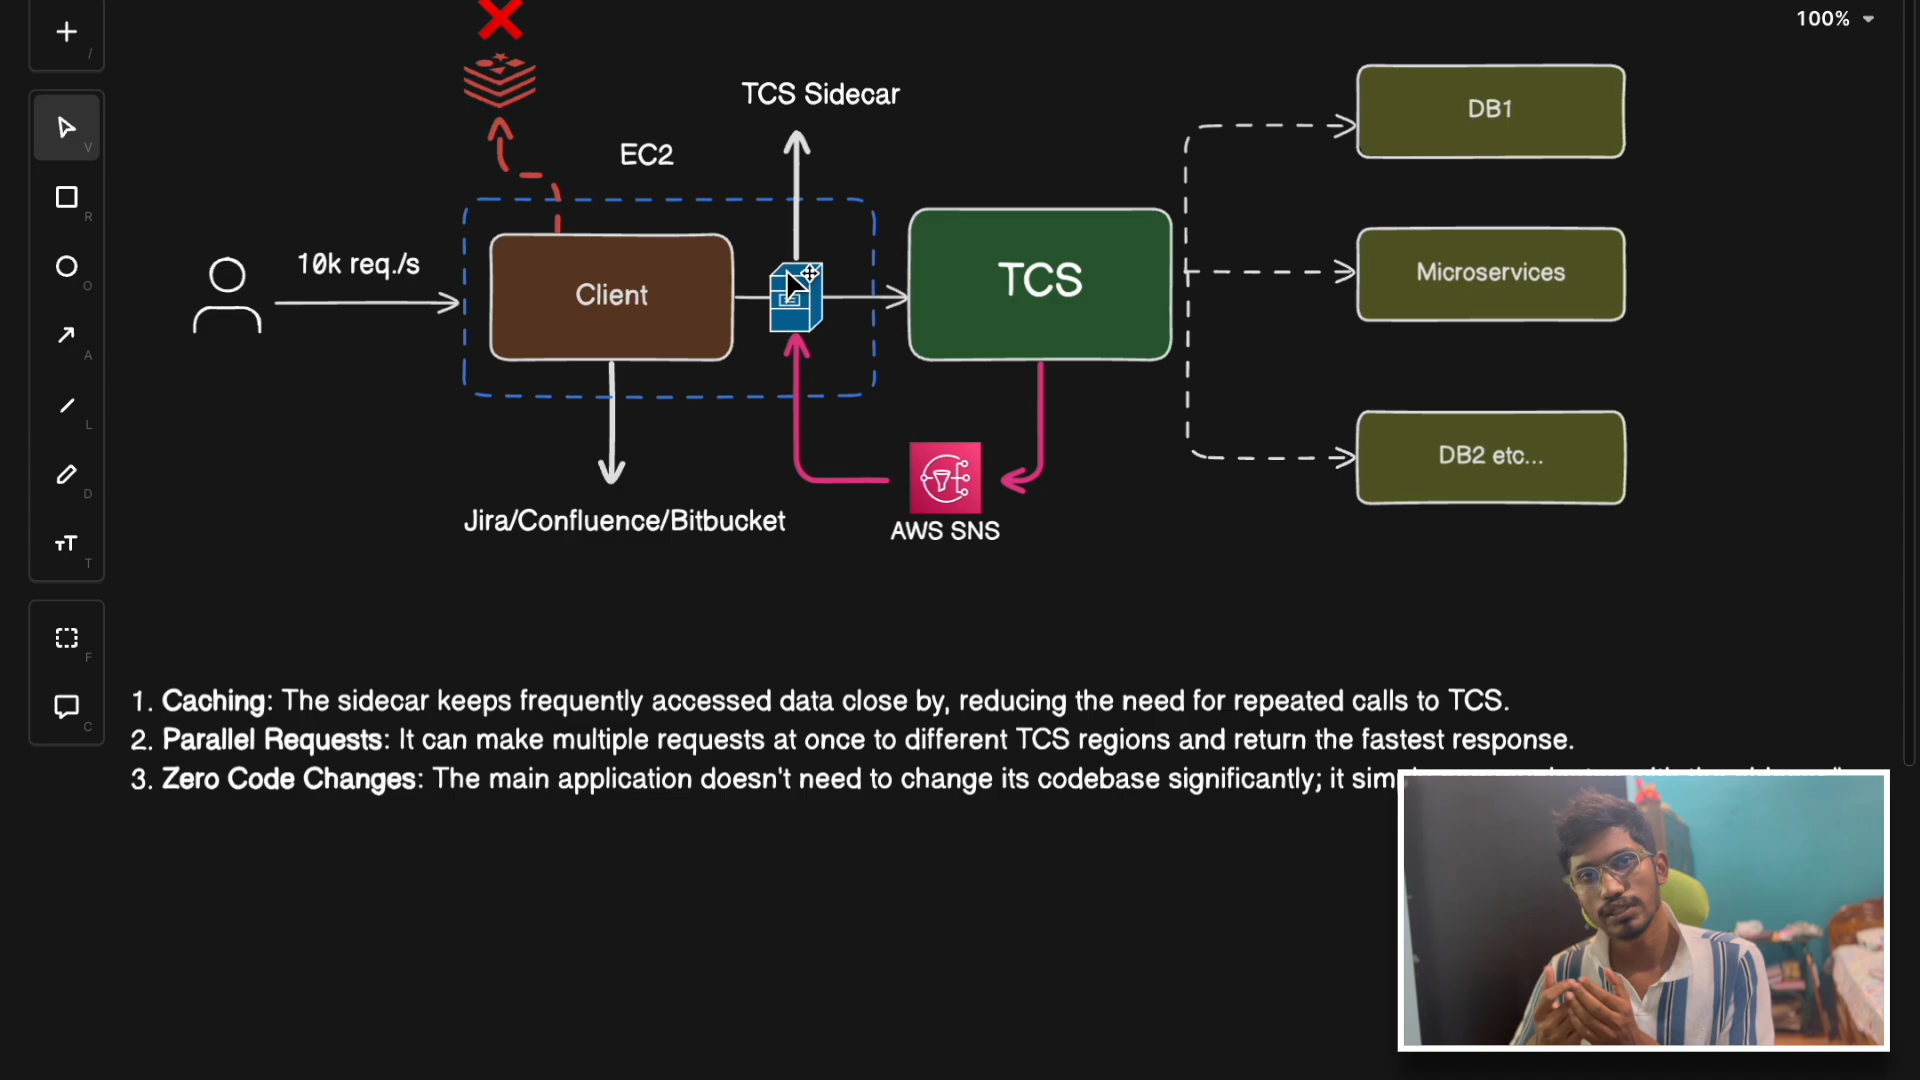 100%
TCS Sidecar
EC2
DB1
10k req./s
Client
TCS
Microservices
DB2 etc...
Jira/Confluence/Bitbucket
AWS SNS
/
V
R
O
A
L
D
T
T
F
C
1. Caching: The sidecar keeps frequently accessed data close by, reducing the need for repeated calls to TCS.
2. Parallel Requests: It can make multiple requests at once to different TCS regions and return the fastest response.
3. Zero Code Changes: The main application doesn't need to change its codebase significantly; it